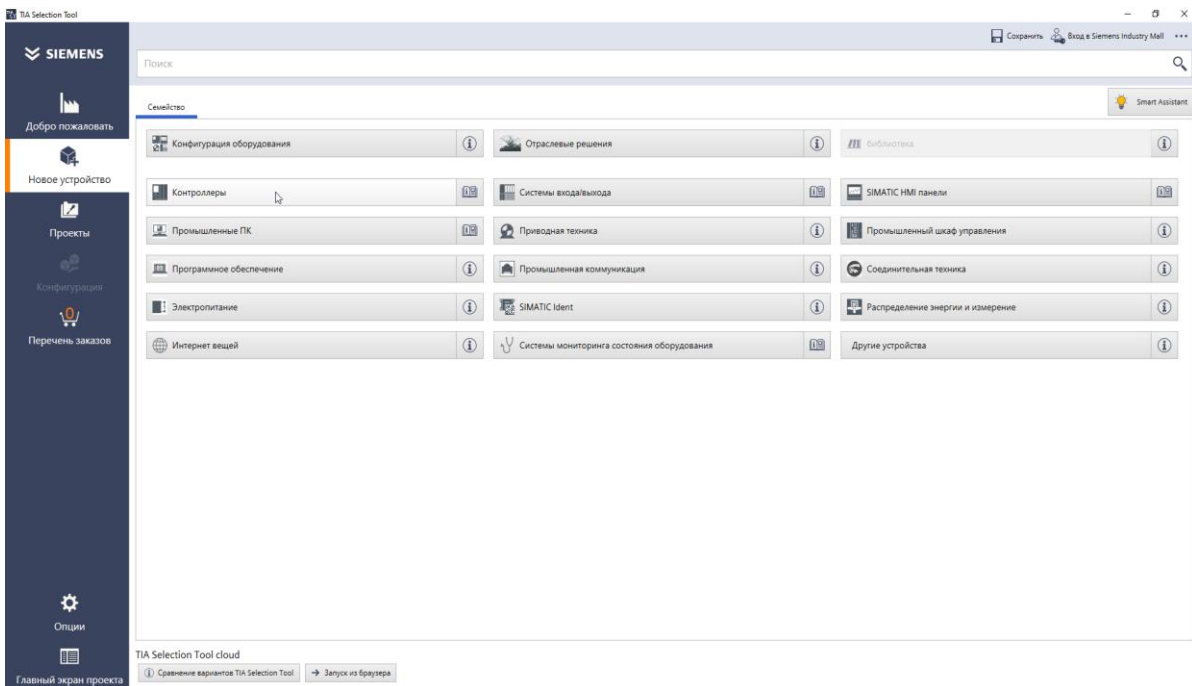 TIA Selection Tool
Сохранить Вход в Siemens Industry Mall
SIEMENS
Поиск
Добро пожаловать
Новое устройство
Проекты
Конфигурация
0
Перечень заказов
Опции
Главный экран проекта
Семейство
Smart Assistant
Конфигурация оборудования
Отраслевые решения
библиотека
Контроллеры
Системы входа/выхода
SIMATIC HMI панели
Промышленные ПК
Приводная техника
Промышленный шкаф управления
Программное обеспечение
Промышленная коммуникация
Соединительная техника
Электропитание
SIMATIC Ident
Распределение энергии и измерение
Интернет вещей
Системы мониторинга состояния оборудования
Другие устройства
TIA Selection Tool cloud
Сравнение вариантов TIA Selection Tool
Запуск из браузера